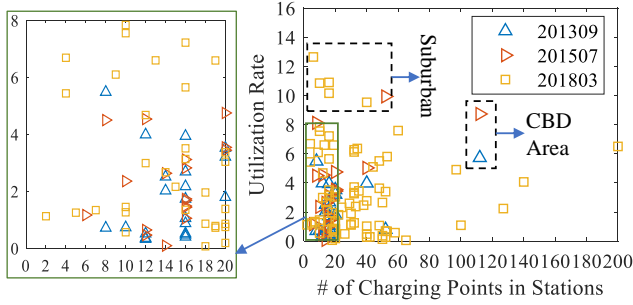 8
6
4
2
0
0 2 4 6 8 10 12 14 16 18 20
Utilization Rate
16
14
12
10
8
6
4
2
0
0 20 40 60 80 100 120 140 160 180 200
# of Charging Points in Stations
Suburban
201309
201507
201803
CBD
Area